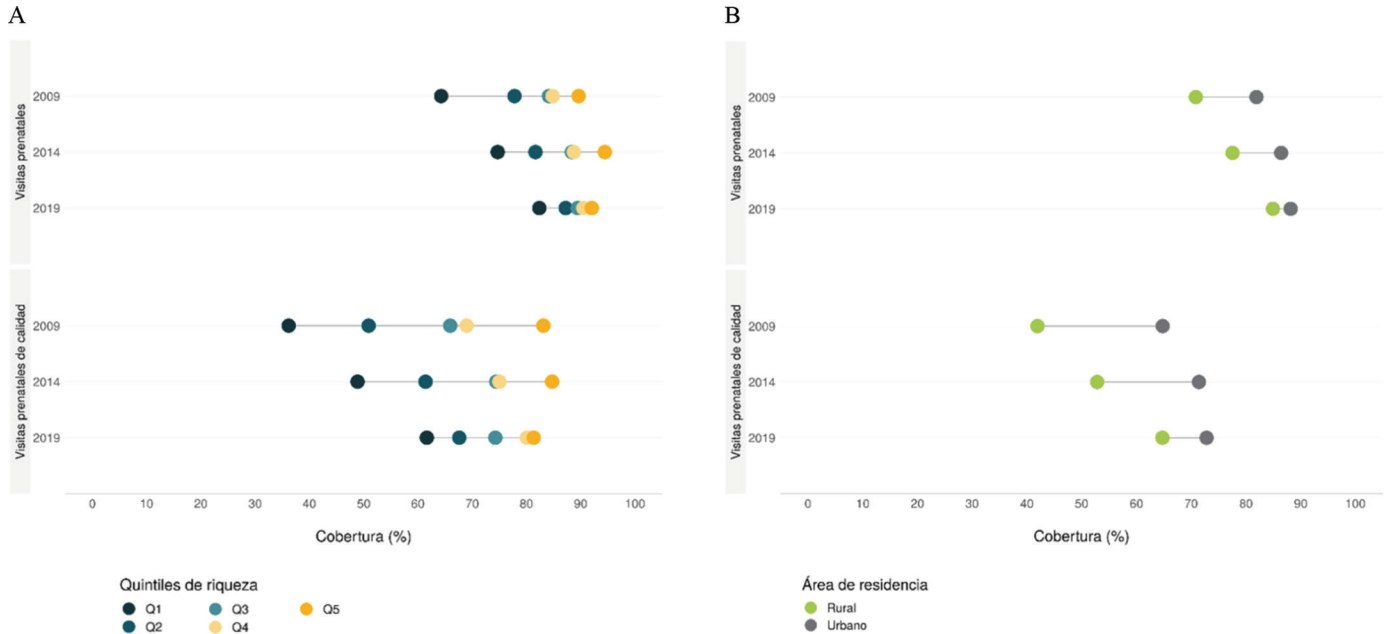 A
Visitas prenatales
2009
2014
2019
Visitas prenatales de calidad
2009
2014
2019
0 10 20 30 40 50 60 70 80 90 100
Cobertura (%)
Quintiles de riqueza
Q1 Q3 Q5
Q2 Q4
B
Visitas prenatales
2009
2014
2019
Visitas prenatales de calidad
2009
2014
2019
0 10 20 30 40 50 60 70 80 90 100
Cobertura (%)
Área de residencia
Rural
Urbano